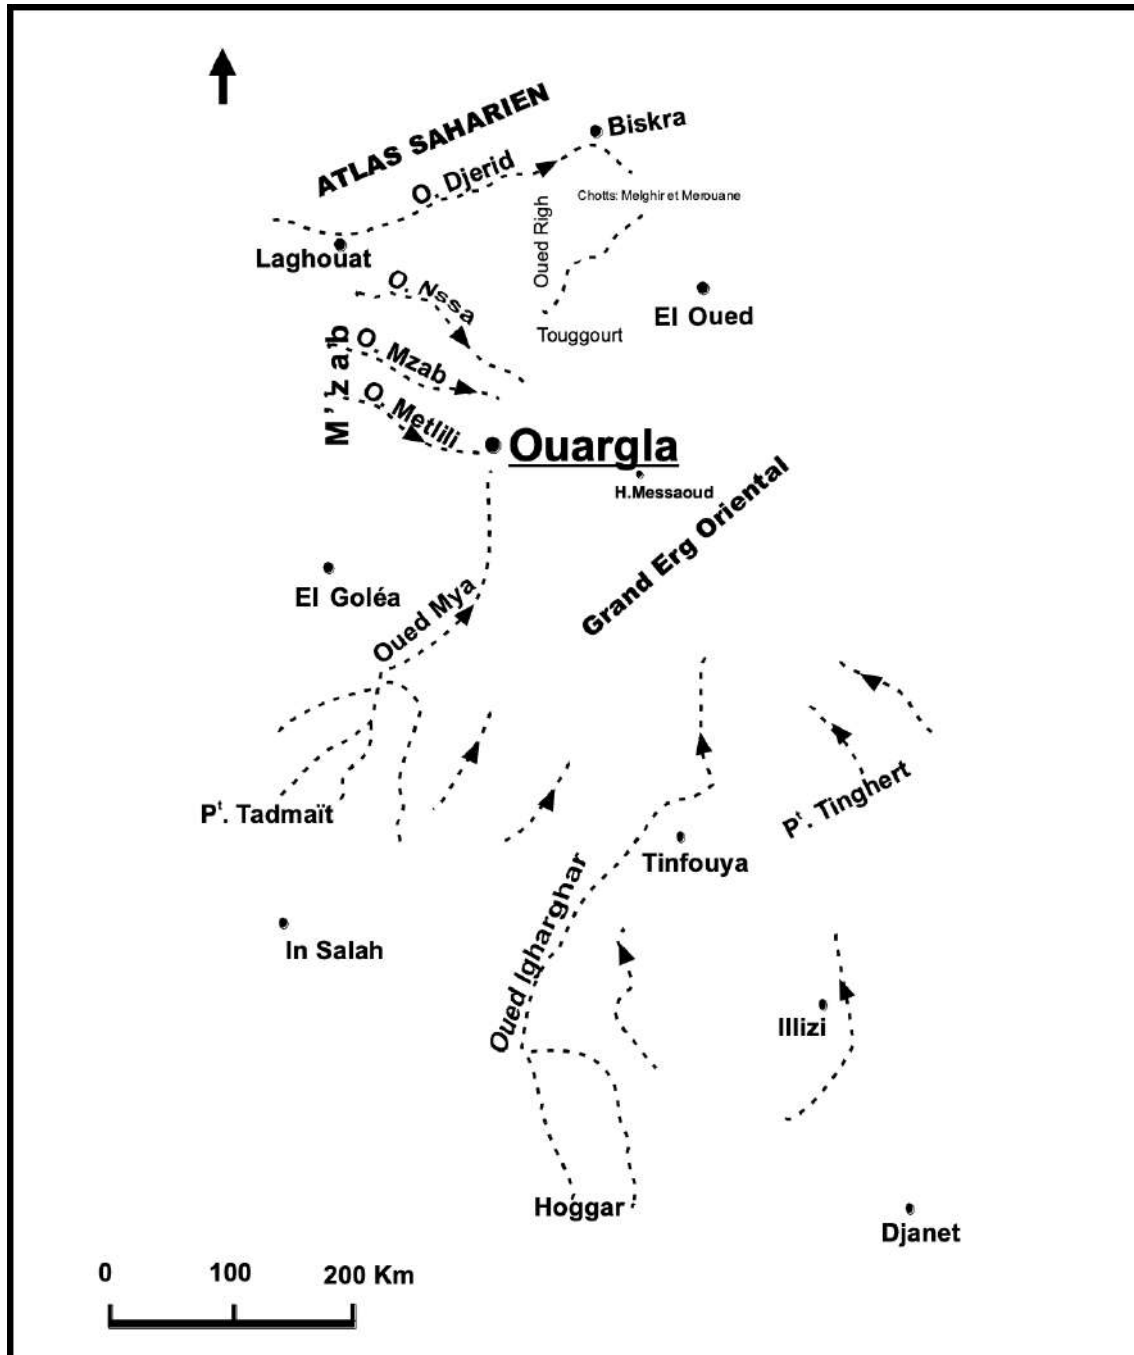 ATLAS SAHARIEN
Biskra
O. Djerid
Chotts: Melghir et Merouane
Oued Righ
Laghouat
O. Nssa
El Oued
Touggourt
M'zab
O. Mzab
O. Metlili
Ouargla
H.Messaoud
Grand Erg Oriental
El Goléa
Oued Mya
Pt. Tadmaït
Pt. Tinghert
Tinfouya
Oued Igharghar
In Salah
Illizi
Hoggar
Djanet
0 100 200 Km